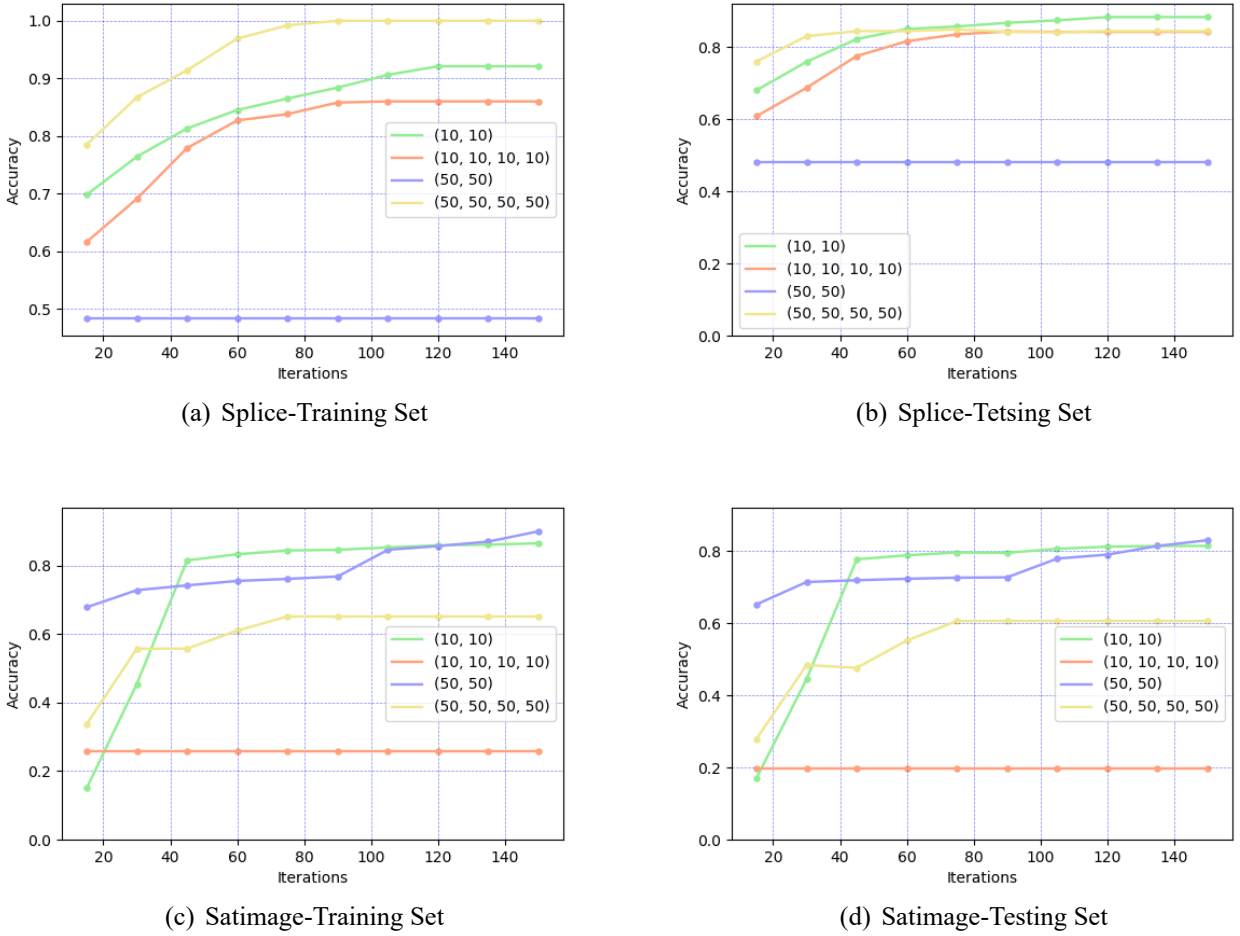 1.0
0.9
0.8
0.7
0.6
0.5
Accuracy
20 40 60 80 100 120 140
Iterations
(10, 10)
(10, 10, 10, 10)
(50, 50)
(50, 50, 50, 50)
(a) Splice-Training Set
0.8
0.6
0.4
0.2
0.0
Accuracy
20 40 60 80 100 120 140
Iterations
(10, 10)
(10, 10, 10, 10)
(50, 50)
(50, 50, 50, 50)
(b) Splice-Tetsing Set
0.8
0.6
0.4
0.2
0.0
Accuracy
20 40 60 80 100 120 140
Iterations
(10, 10)
(10, 10, 10, 10)
(50, 50)
(50, 50, 50, 50)
(c) Satimage-Training Set
0.8
0.6
0.4
0.2
0.0
Accuracy
20 40 60 80 100 120 140
Iterations
(10, 10)
(10, 10, 10, 10)
(50, 50)
(50, 50, 50, 50)
(d) Satimage-Testing Set